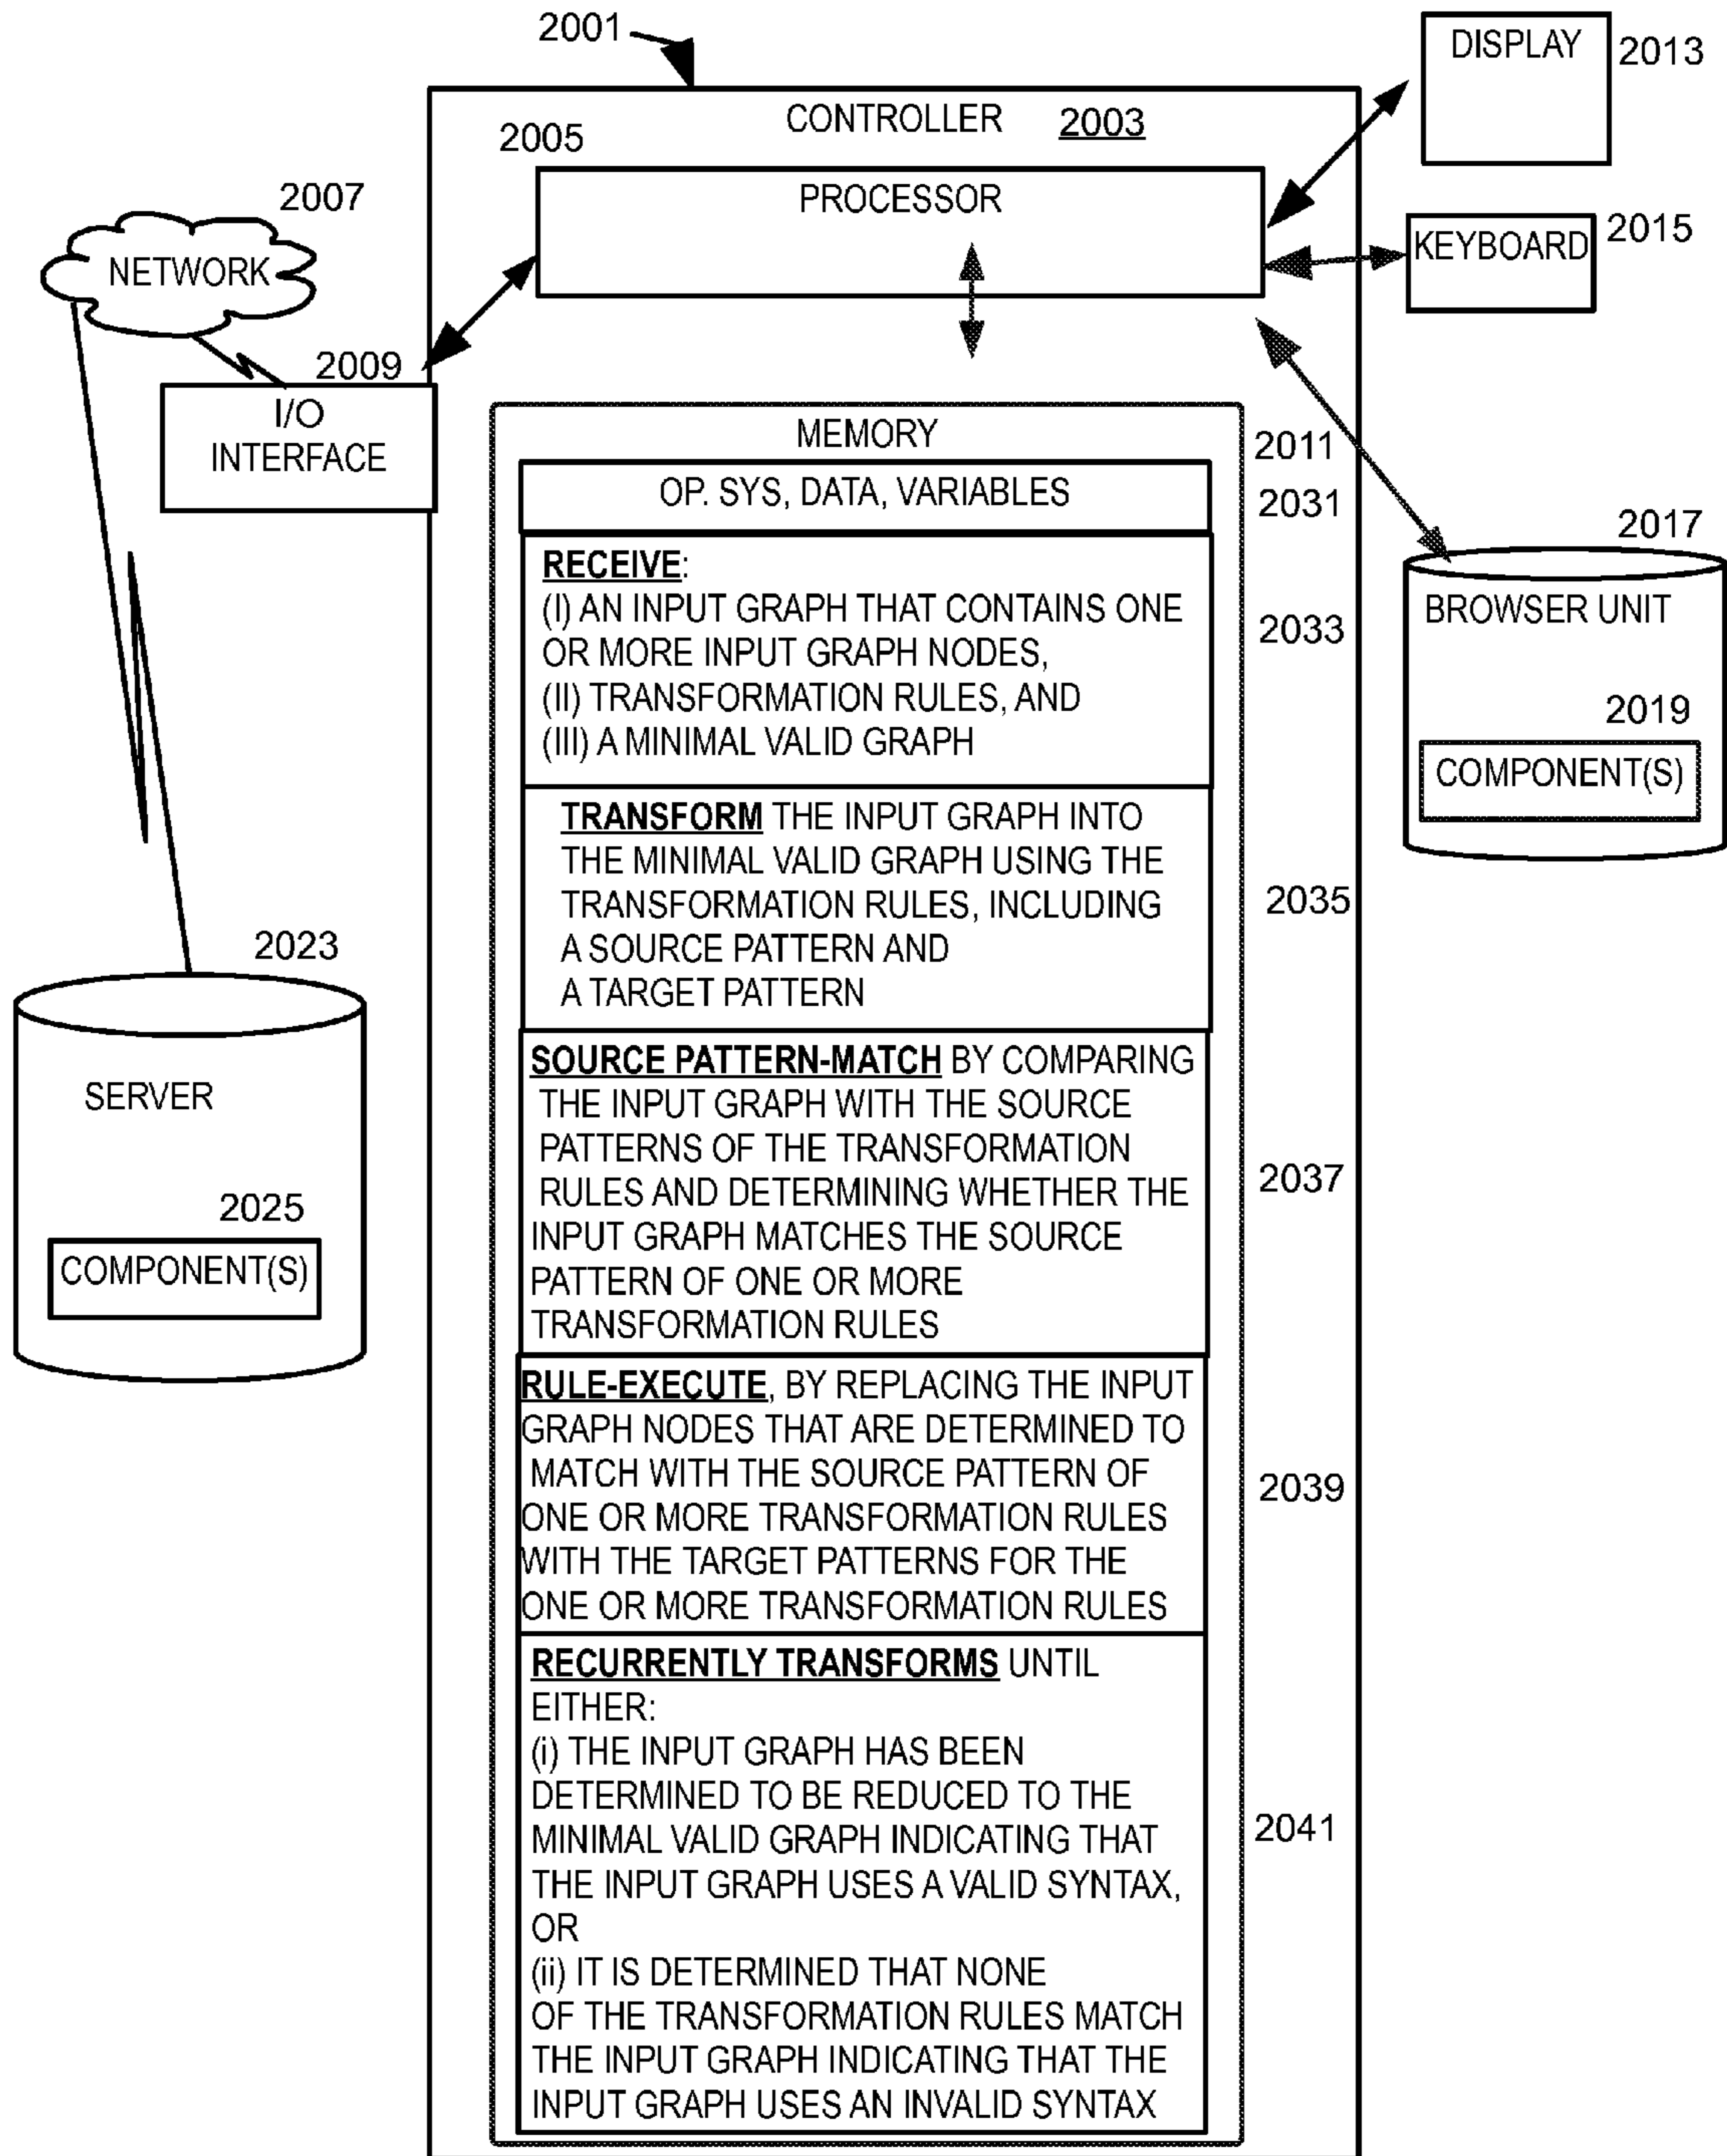 2001
DISPLAY
2013
CONTROLLER 2003
2005
PROCESSOR
2007
NETWORK
KEYBOARD
2015
2009
I/O
INTERFACE
MEMORY
2011
OP. SYS, DATA, VARIABLES
2031
RECEIVE:
(I) AN INPUT GRAPH THAT CONTAINS ONE
OR MORE INPUT GRAPH NODES,
(II) TRANSFORMATION RULES, AND
(III) A MINIMAL VALID GRAPH
2033
2017
BROWSER UNIT
2019
COMPONENT(S)
TRANSFORM THE INPUT GRAPH INTO
THE MINIMAL VALID GRAPH USING THE
TRANSFORMATION RULES, INCLUDING
A SOURCE PATTERN AND
A TARGET PATTERN
2035
2023
SERVER
2025
COMPONENT(S)
SOURCE PATTERN-MATCH BY COMPARING
THE INPUT GRAPH WITH THE SOURCE
PATTERNS OF THE TRANSFORMATION
RULES AND DETERMINING WHETHER THE
INPUT GRAPH MATCHES THE SOURCE
PATTERN OF ONE OR MORE
TRANSFORMATION RULES
2037
RULE-EXECUTE, BY REPLACING THE INPUT
GRAPH NODES THAT ARE DETERMINED TO
MATCH WITH THE SOURCE PATTERN OF
ONE OR MORE TRANSFORMATION RULES
WITH THE TARGET PATTERNS FOR THE
ONE OR MORE TRANSFORMATION RULES
2039
RECURRENTLY TRANSFORMS UNTIL
EITHER:
(i) THE INPUT GRAPH HAS BEEN
DETERMINED TO BE REDUCED TO THE
MINIMAL VALID GRAPH INDICATING THAT
THE INPUT GRAPH USES A VALID SYNTAX,
OR
(ii) IT IS DETERMINED THAT NONE
OF THE TRANSFORMATION RULES MATCH
THE INPUT GRAPH INDICATING THAT THE
INPUT GRAPH USES AN INVALID SYNTAX
2041